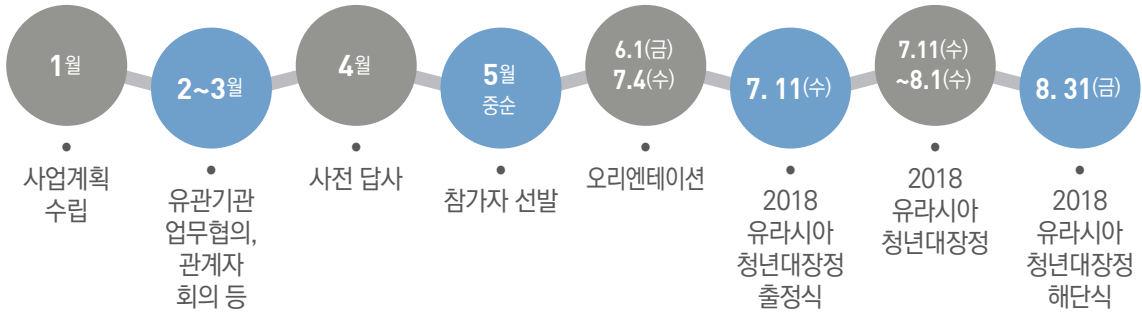 1월
사업계획
수립
2~3월
유관기관
업무협의,
관계자
회의 등
4월
사전 답사
5월
중순
참가자 선발
6.1(금)
7.4(수)
오리엔테이션
7. 11(수)
2018
유라시아
청년대장정
출정식
7.11(수)
~8.1(수)
2018
유라시아
청년대장정
8. 31(금)
2018
유라시아
청년대장정
해단식